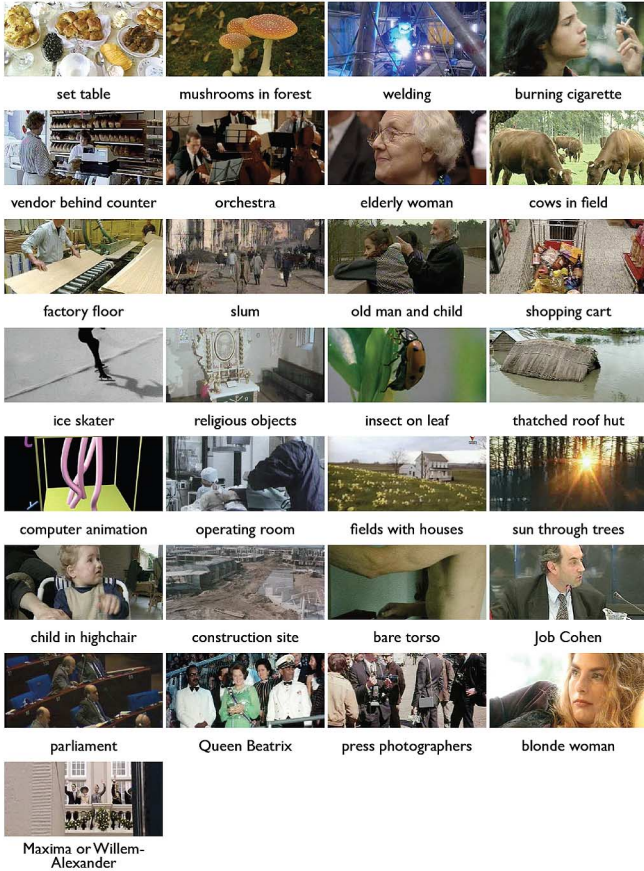 set table
mushrooms in forest
welding
burning cigarette
vendor behind counter
orchestra
elderly woman
cows in field
factory floor
slum
old man and child
shopping cart
ice skater
religious objects
insect on leaf
thatched roof hut
computer animation
operating room
fields with houses
sun through trees
child in highchair
construction site
bare torso
Job Cohen
parliament
Queen Beatrix
press photographers
blonde woman
Maxima or Willem-
Alexander